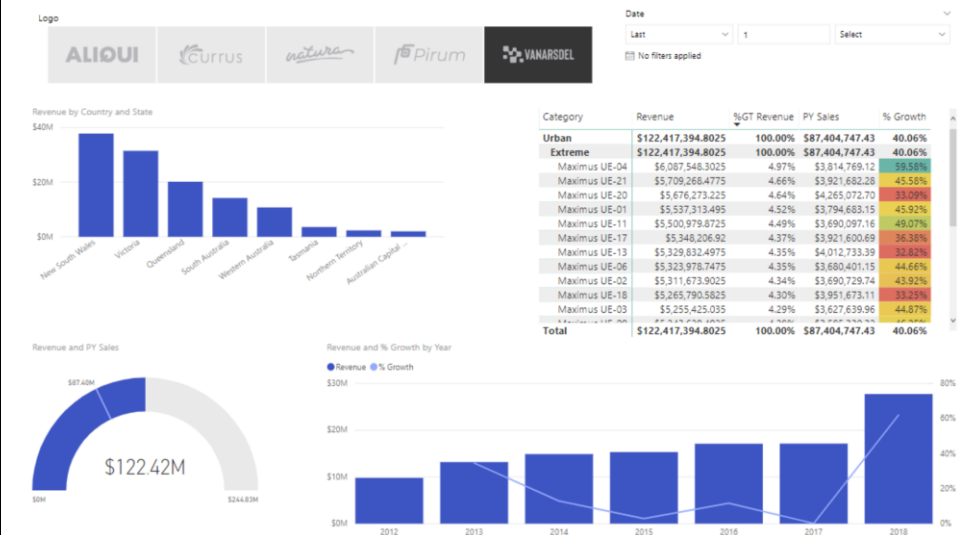 Logo
ALIQUI currus natura Pirum VANARSDEL
Date
Last 1 Select
No filters applied
Revenue by Country and State
$40M
$20M
$0M
New South Wales Victoria Queensland South Australia Western Australia Tasmania Northern Territory Australian Capital ...
Category Revenue %GT Revenue PY Sales % Growth
Urban $122,417,394.8025 100.00% $87,404,747.43 40.06%
Extreme $122,417,394.8025 100.00% $87,404,747.43 40.06%
Maximus UE-04 $6,087,548.3025 4.97% $3,814,769.12 59.58%
Maximus UE-21 $5,709,268.4775 4.66% $3,921,682.28 45.58%
Maximus UE-20 $5,676,273.225 4.64% $4,265,072.70 33.09%
Maximus UE-01 $5,537,313.495 4.52% $3,794,683.15 45.92%
Maximus UE-11 $5,500,979.8725 4.49% $3,690,097.16 49.07%
Maximus UE-17 $5,348,206.92 4.37% $3,921,600.69 36.38%
Maximus UE-13 $5,329,832.4975 4.35% $4,012,733.39 32.82%
Maximus UE-06 $5,323,978.7475 4.35% $3,680,401.15 44.66%
Maximus UE-02 $5,311,673.9025 4.34% $3,690,729.74 43.92%
Maximus UE-18 $5,265,790.5825 4.30% $3,951,673.11 33.25%
Maximus UE-03 $5,255,425.035 4.29% $3,627,639.96 44.87%
Total $122,417,394.8025 100.00% $87,404,747.43 40.06%
Revenue and PY Sales
$87.40M
$122.42M
$0M $244.83M
Revenue and % Growth by Year
Revenue % Growth
$30M 80%
60%
$20M
40%
$10M
20%
$0M 0%
2012 2013 2014 2015 2016 2017 2018